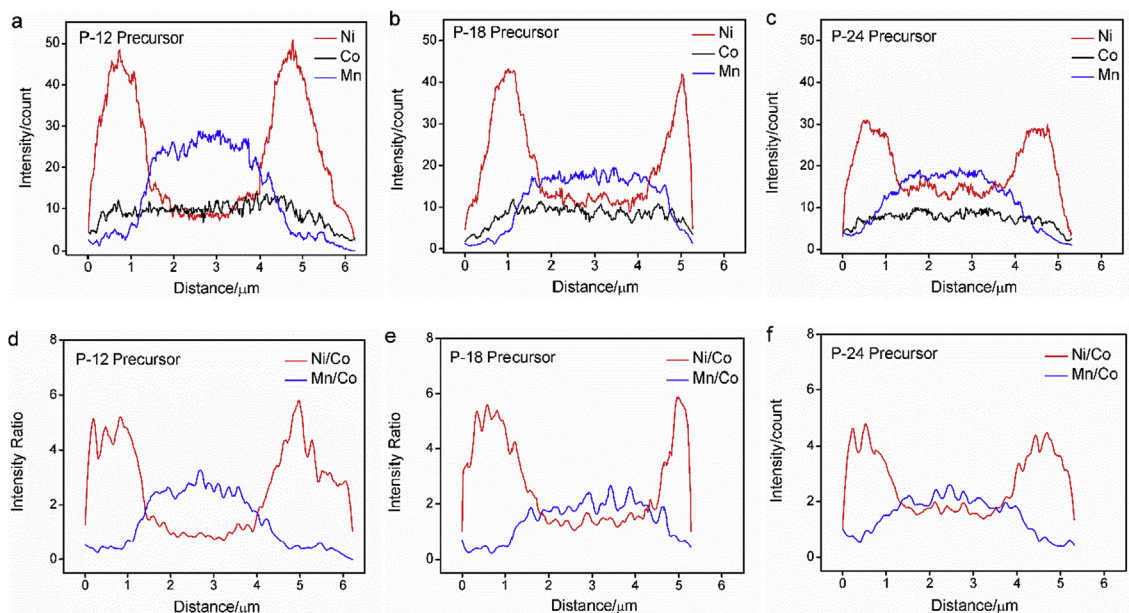 a
P-12 Precursor
Ni
Co
Mn
50
40
30
20
10
0
Intensity/count
0 1 2 3 4 5 6
Distance/μm
b
P-18 Precursor
Ni
Co
Mn
50
40
30
20
10
0
Intensity/count
0 1 2 3 4 5 6
Distance/μm
c
P-24 Precursor
Ni
Co
Mn
50
40
30
20
10
0
Intensity/count
0 1 2 3 4 5 6
Distance/μm
d
P-12 Precursor
Ni/Co
Mn/Co
8
6
4
2
0
Intensity Ratio
0 1 2 3 4 5 6
Distance/μm
e
P-18 Precursor
Ni/Co
Mn/Co
8
6
4
2
0
Intensity Ratio
0 1 2 3 4 5 6
Distance/μm
f
P-24 Precursor
Ni/Co
Mn/Co
8
6
4
2
0
Intensity/count
0 1 2 3 4 5 6
Distance/μm